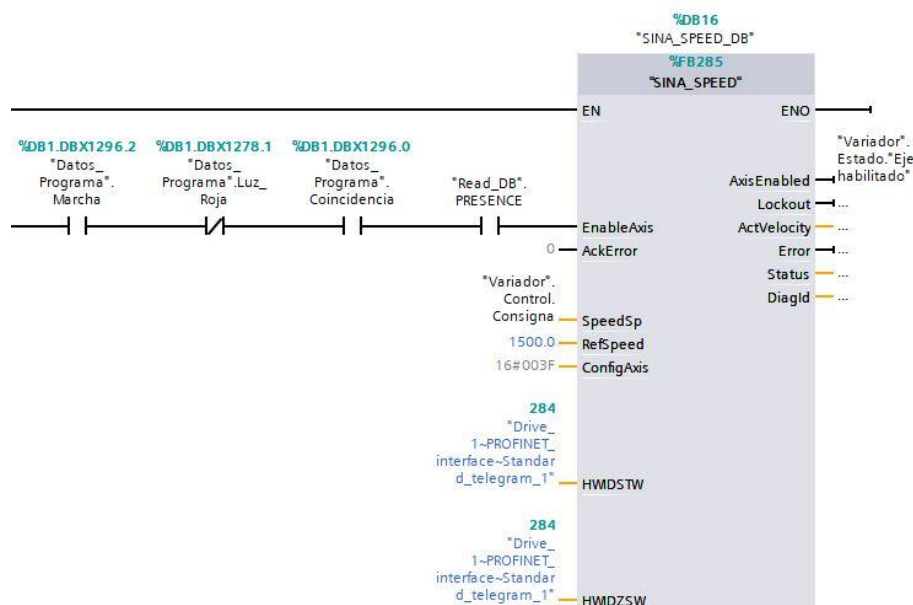 %DB16
"SINA_SPEED_DB"
%FB285
"SINA_SPEED"
EN
ENO
%DB1.DBX1296.2
"Datos_
Programa".
Marcha
%DB1.DBX1278.1
"Datos_
Programa".Luz_
Roja
%DB1.DBX1296.0
"Datos_
Programa".
Coincidencia
"Read_DB".
PRESENCE
EnableAxis
0
AckError
"Variador".
Control.
Consigna
SpeedSp
1500.0
RefSpeed
16#003F
ConfigAxis
284
"Drive_
1~PROFINET_
interface~Standar
d_telegram_1"
HWIDSTW
284
"Drive_
1~PROFINET_
interface~Standar
d_telegram_1"
HWIDZSW
AxisEnabled
"Variador".
Estado."Eje
habilitado"
Lockout
...
ActVelocity
...
Error
...
Status
...
DiagId
...